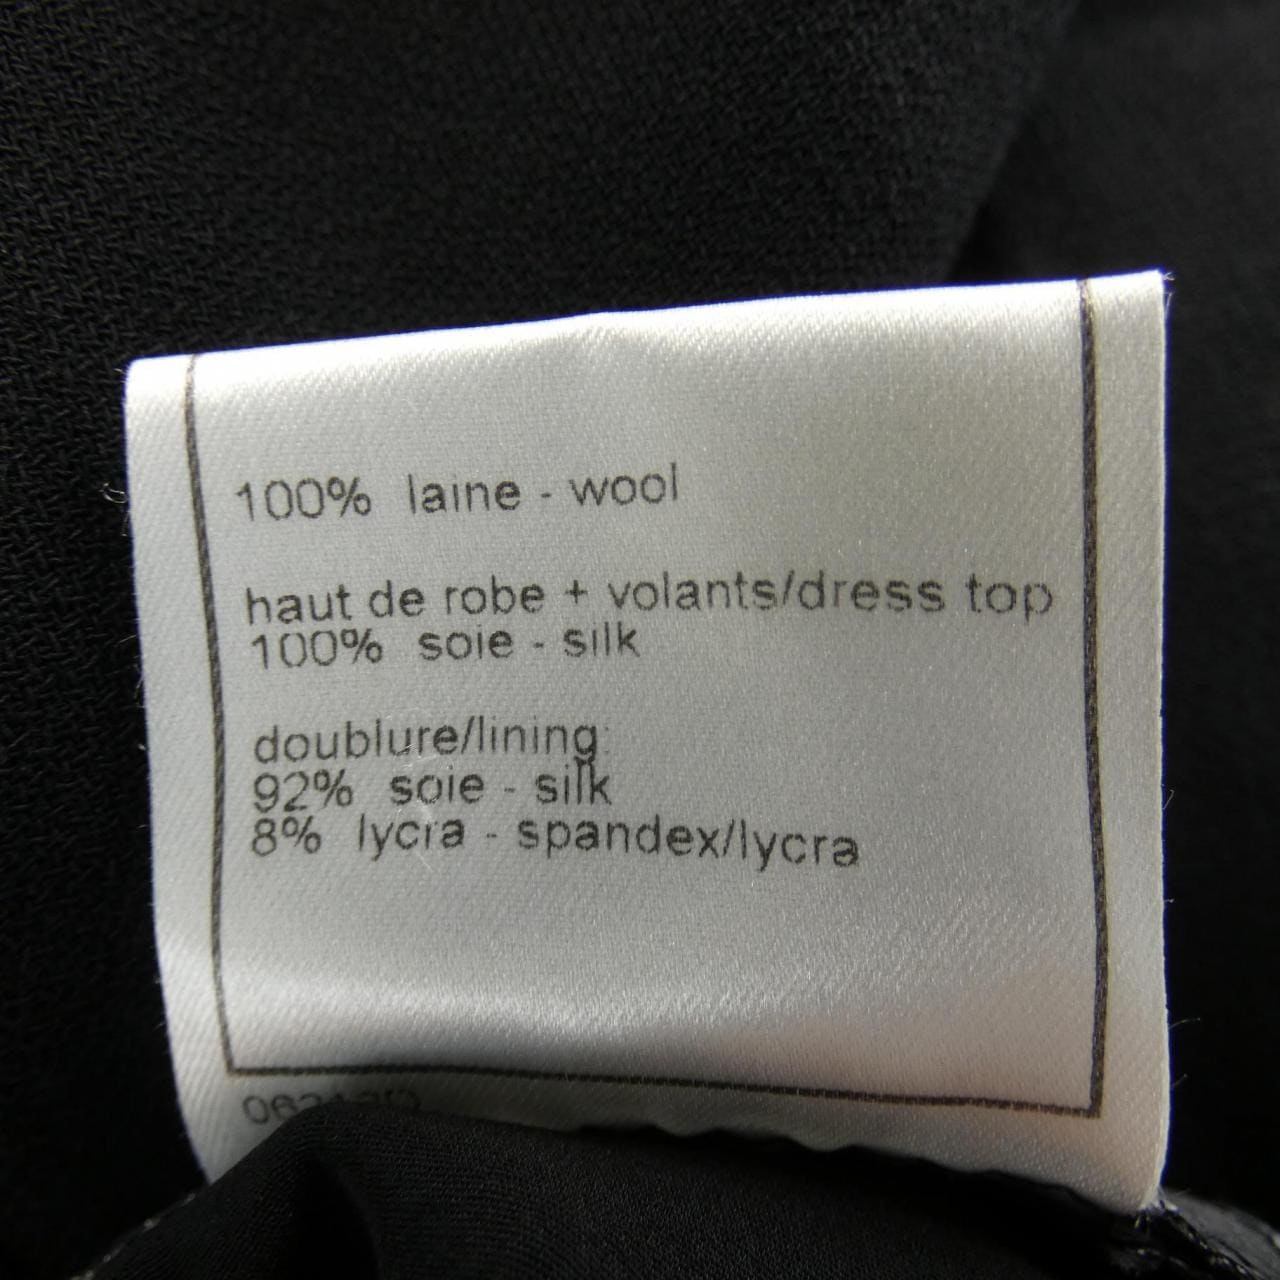 100% laine - wool
haut de robe + volants/dress top
100% soie - silk
doublure/lining:
92% soie - silk
8% lycra - spandex/lycra